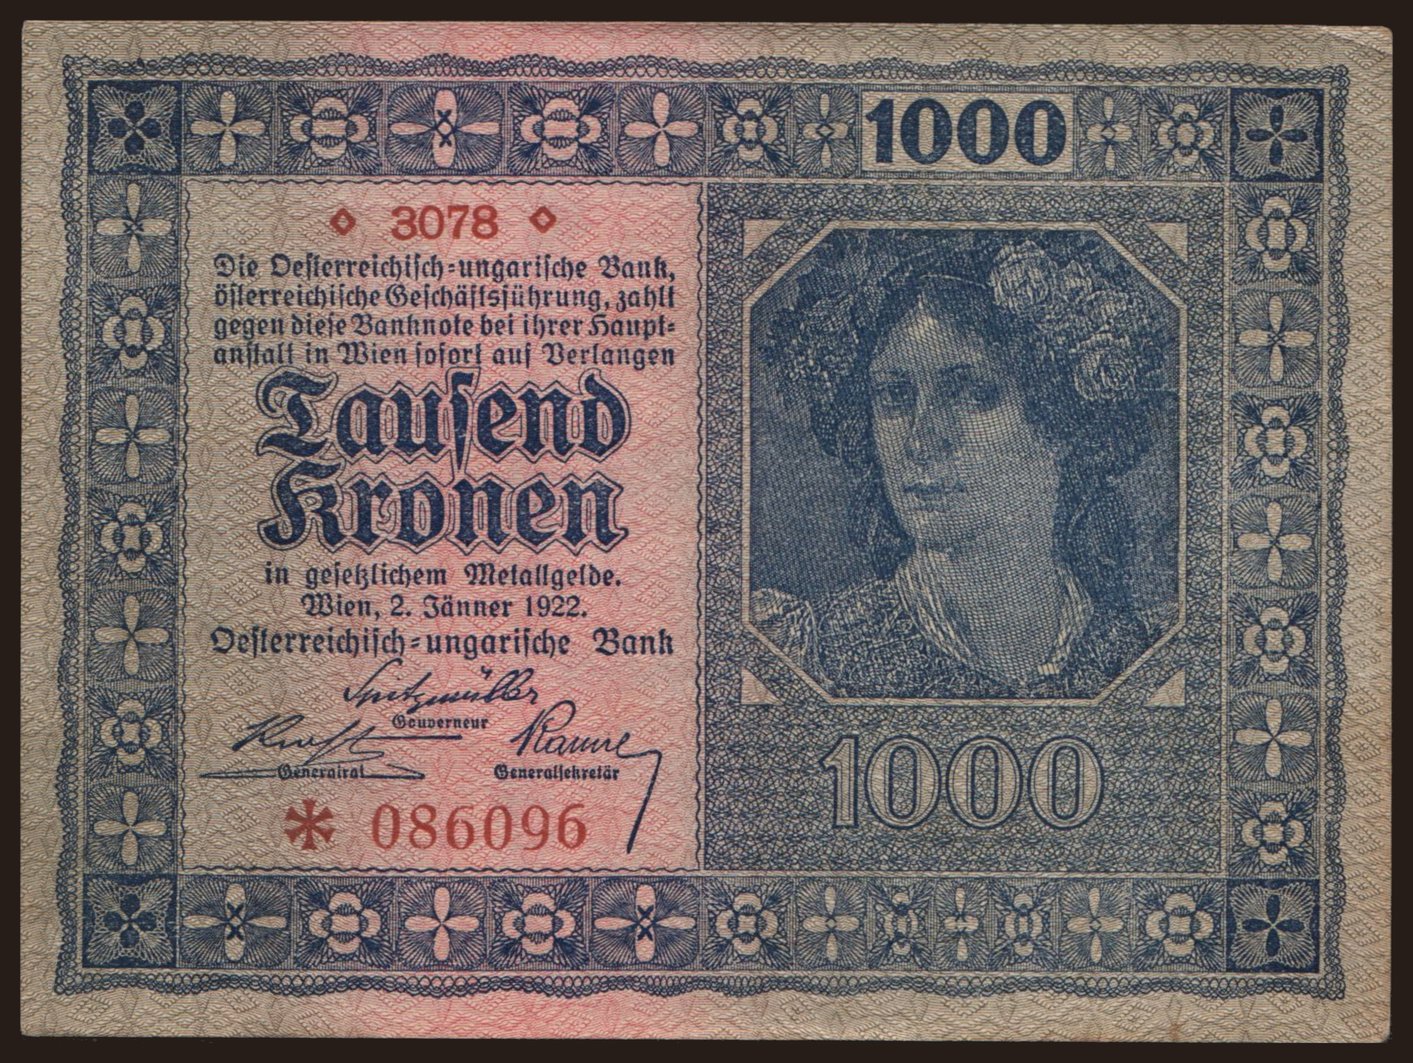 1000
3078
Die Oesterreichisch-ungarische Bank,
österreichische Geschäftsführung, zahlt
gegen diese Banknote bei ihrer Haupt-
anstalt in Wien sofort auf Verlangen
Tausend
Kronen
in gesetzlichem Metallgelde.
Wien, 2. Jänner 1922.
Oesterreichisch-ungarische Bank
Spitzmüller
Gouverneur
Generalrat
Generalsekretär
* 086096
1000